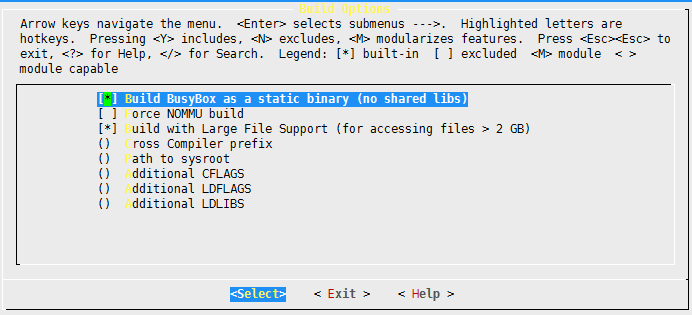 Build Options
Arrow keys navigate the menu.  <Enter> selects submenus --->.  Highlighted letters are
hotkeys.  Pressing <Y> includes, <N> excludes, <M> modularizes features.  Press <Esc><Esc> to
exit, <?> for Help, </> for Search.  Legend: [*] built-in  [ ] excluded  <M> module  < >
module capable
[*] Build BusyBox as a static binary (no shared libs)
[ ] Force NOMMU build
[*] Build with Large File Support (for accessing files > 2 GB)
()  Cross Compiler prefix
()  Path to sysroot
()  Additional CFLAGS
()  Additional LDFLAGS
()  Additional LDLIBS
<Select>    < Exit >    < Help >